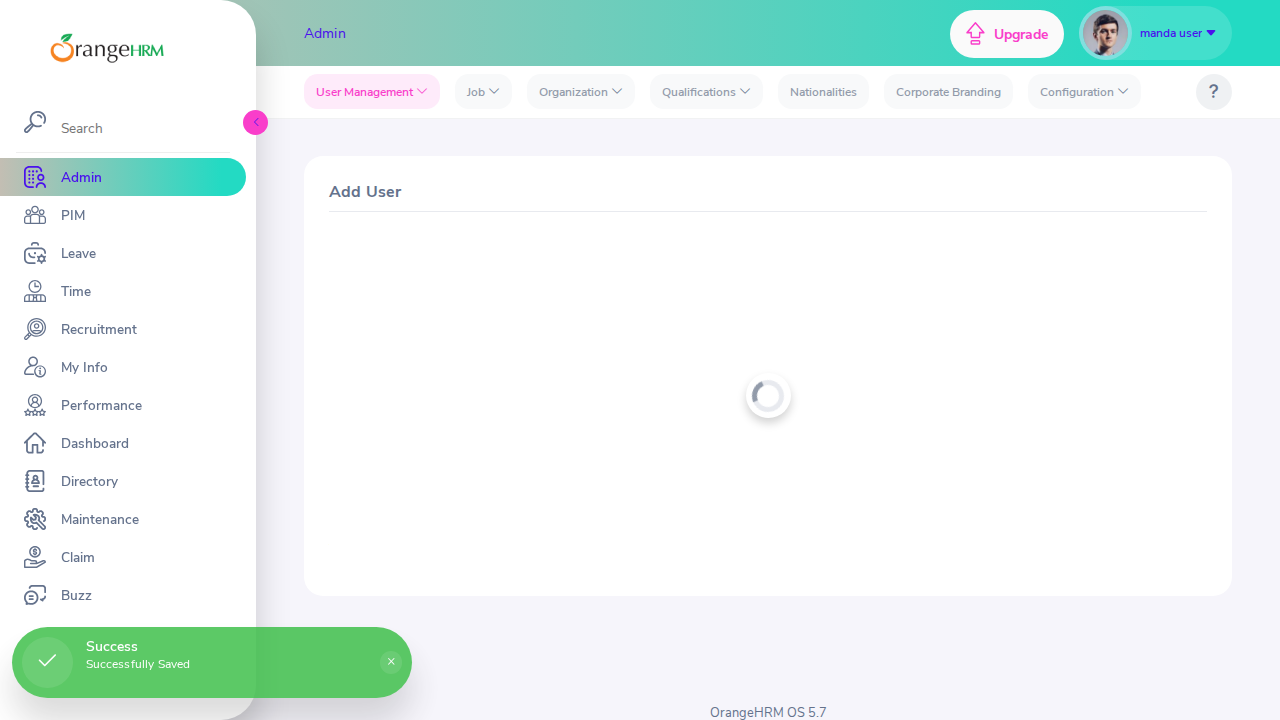 OrangeHRM
Admin
Upgrade
manda user
User Management
Job
Organization
Qualifications
Nationalities
Corporate Branding
Configuration
?
Search
Admin
PIM
Leave
Time
Recruitment
My Info
Performance
Dashboard
Directory
Maintenance
Claim
Buzz
Add User
Success
Successfully Saved
×
OrangeHRM OS 5.7